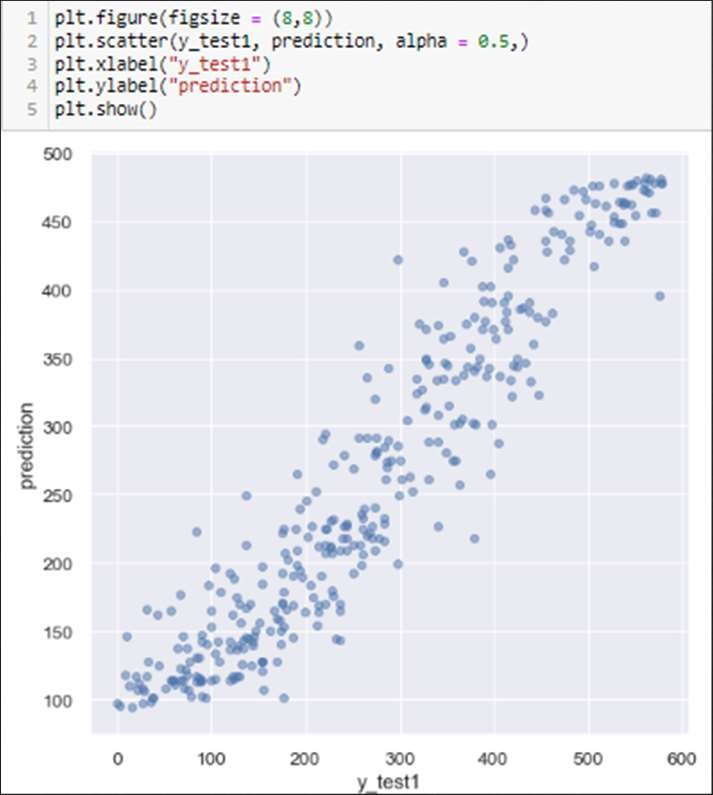 1 plt.figure(figsize = (8,8))
2 plt.scatter(y_test1, prediction, alpha = 0.5,)
3 plt.xlabel("y_test1")
4 plt.ylabel("prediction")
5 plt.show()
500
450
400
350
300
250
200
150
100
prediction
0 100 200 300 400 500 600
y_test1